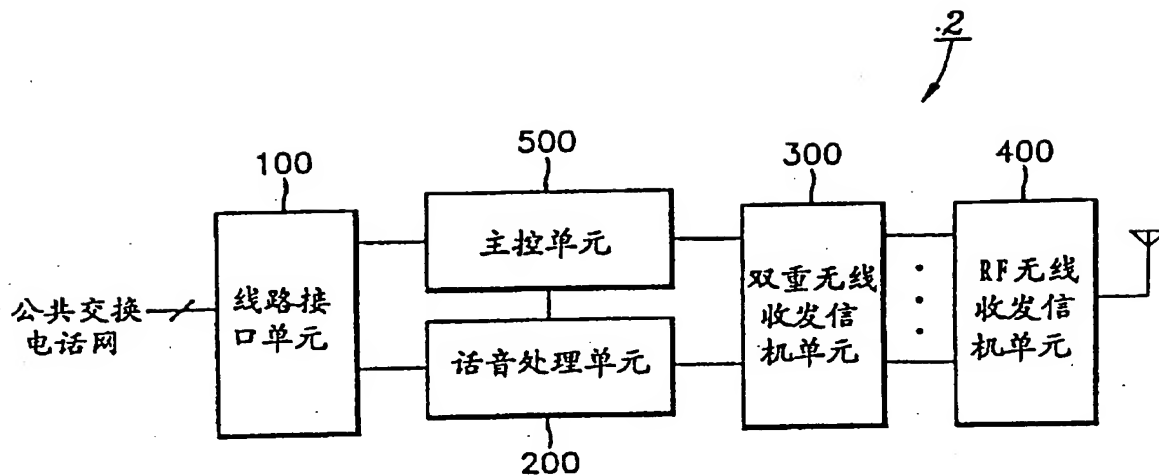 2
500
100
300
400
主控单元
公共交换
电话网
线路接
口单元
双重无线
收发信
机单元
RF无线
收发信
机单元
话音处理单元
200